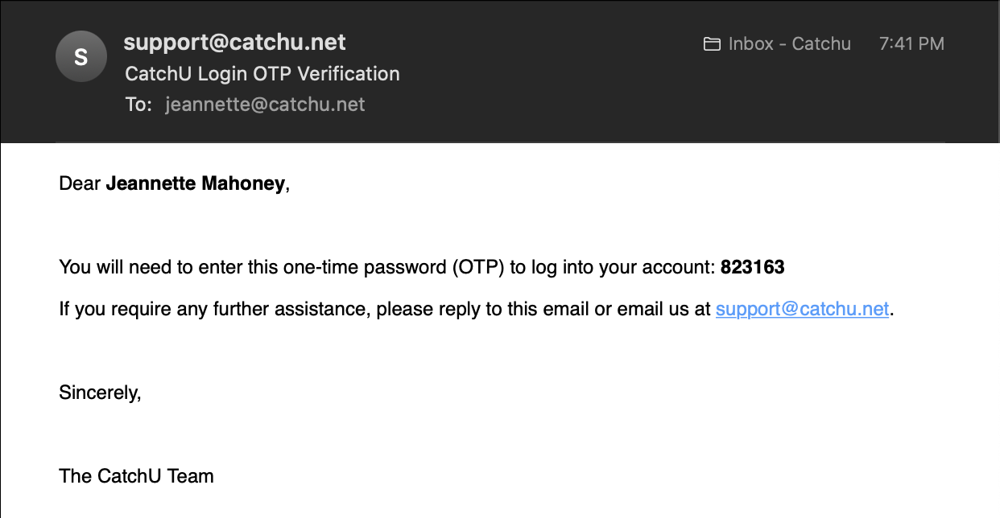 S
support@catchu.net
Inbox - Catchu 7:41 PM
CatchU Login OTP Verification
To: jeannette@catchu.net
Dear Jeannette Mahoney,
You will need to enter this one-time password (OTP) to log into your account: 823163
If you require any further assistance, please reply to this email or email us at support@catchu.net.
Sincerely,
The CatchU Team